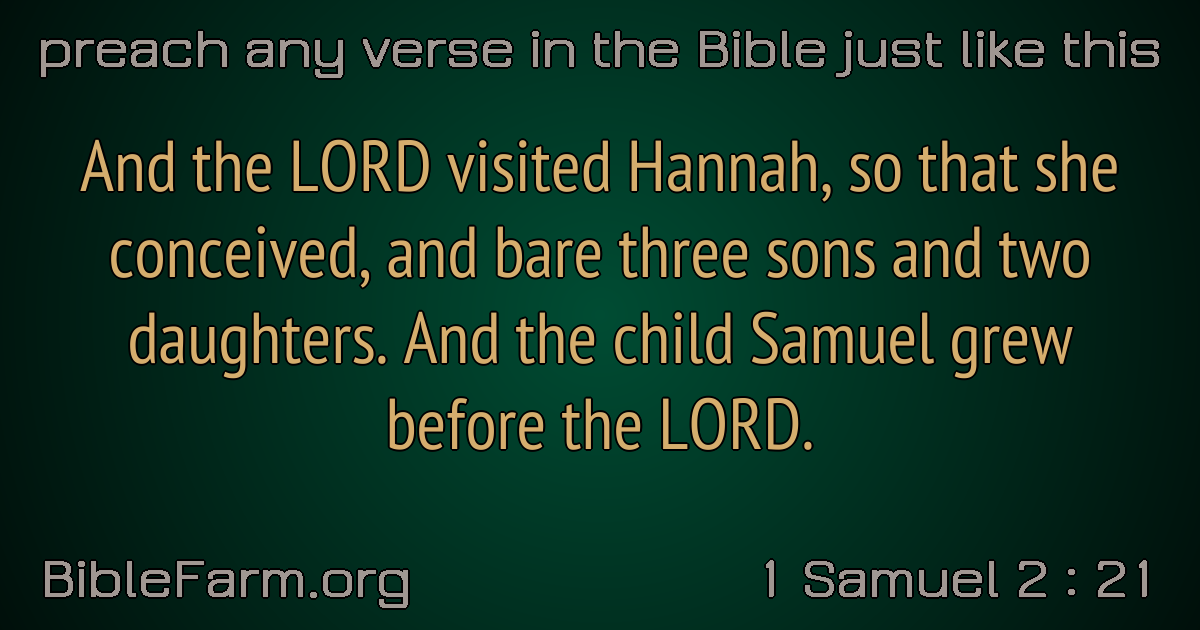 preach any verse in the Bible just like this
And the LORD visited Hannah, so that she
conceived, and bare three sons and two
daughters. And the child Samuel grew
before the LORD.
BibleFarm.org
1 Samuel 2 : 21